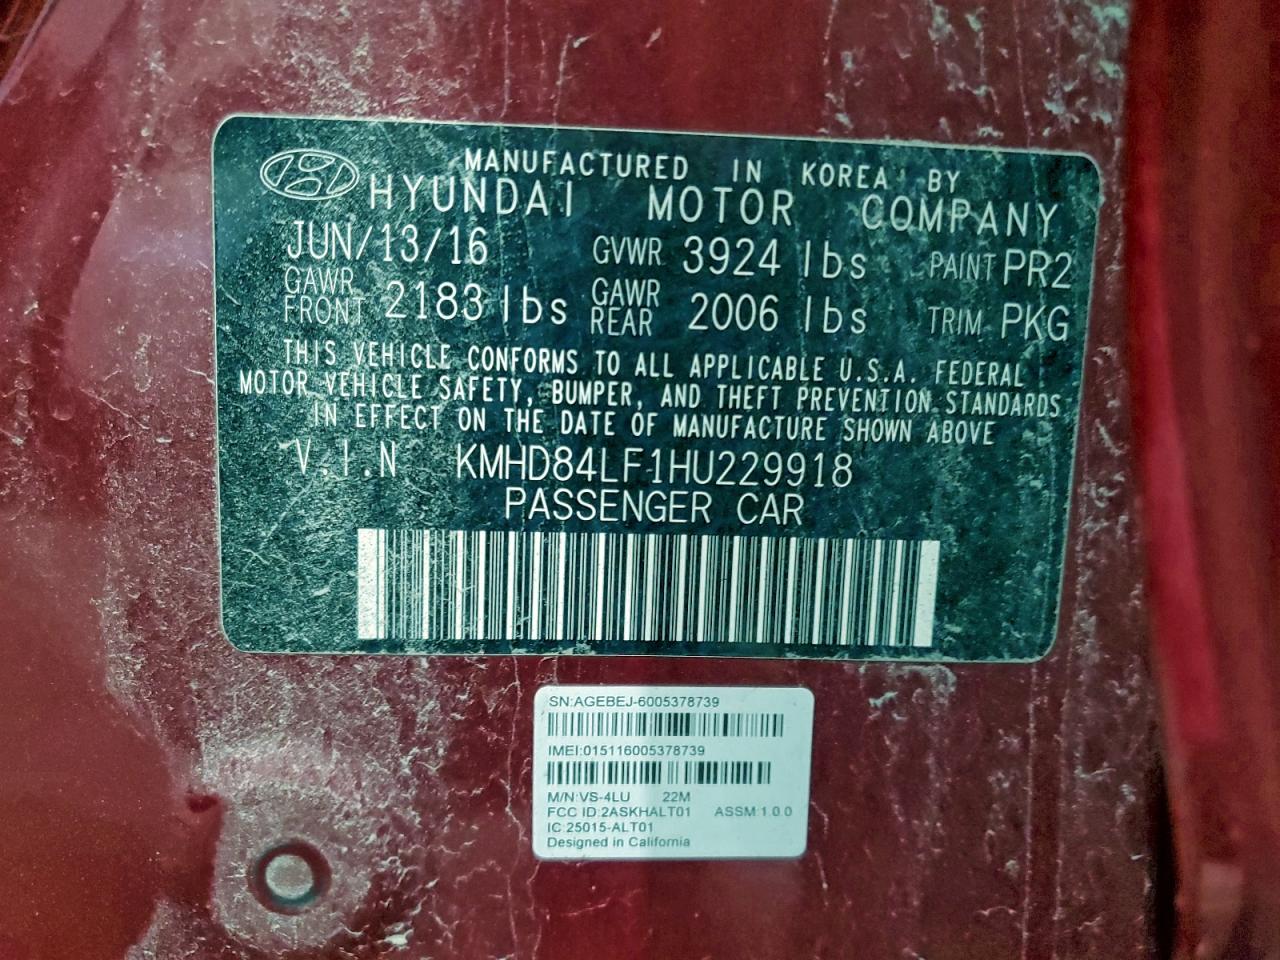 MANUFACTURED IN KOREA BY
HYUNDAI MOTOR COMPANY
JUN/13/16 GVWR 3924 lbs PAINT PR2
GAWR FRONT 2183 lbs GAWR REAR 2006 lbs TRIM PKG
THIS VEHICLE CONFORMS TO ALL APPLICABLE U.S.A. FEDERAL
MOTOR VEHICLE SAFETY, BUMPER, AND THEFT PREVENTION STANDARDS
IN EFFECT ON THE DATE OF MANUFACTURE SHOWN ABOVE
V.I.N KMHD84LF1HU229918
PASSENGER CAR
SN:AGEBEJ-6005378739
IMEI:015116005378739
M/N:VS-4LU 22M
FCC ID:2ASKHALT01 ASSM:1.0.0
IC:25015-ALT01
Designed in California